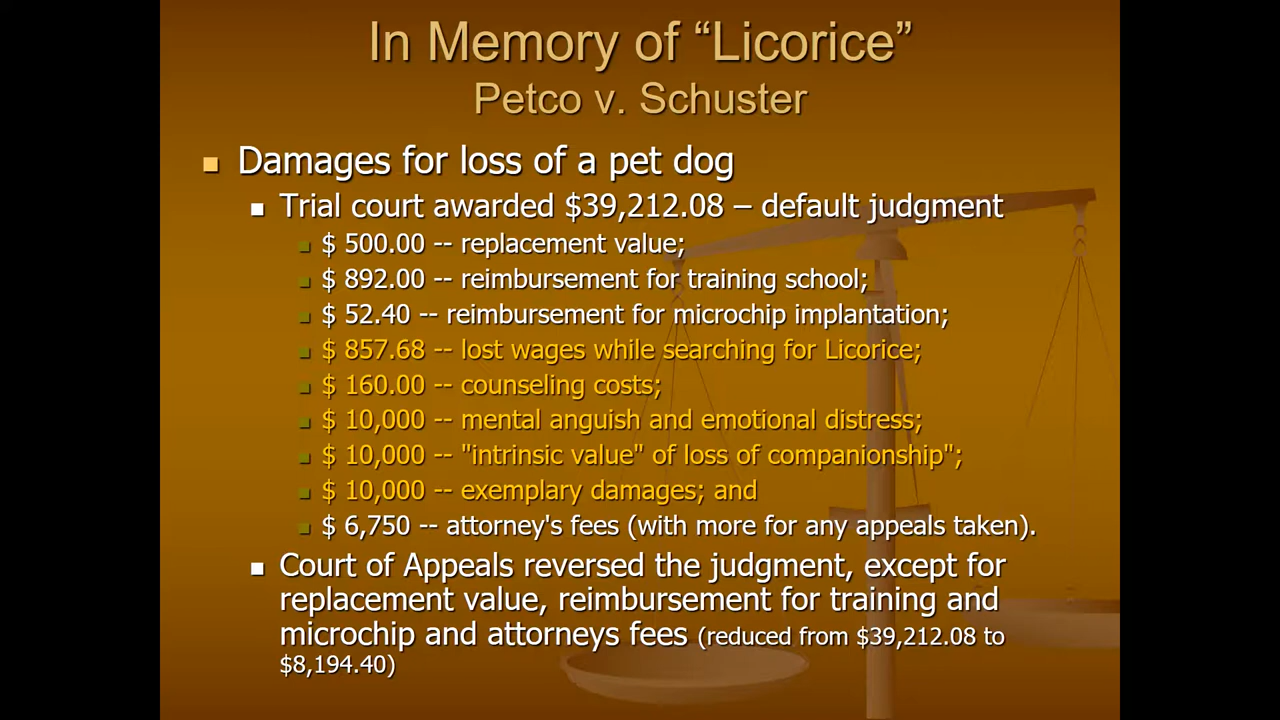 In Memory of “Licorice”
Petco v. Schuster
Damages for loss of a pet dog
Trial court awarded $39,212.08 – default judgment
$ 500.00 -- replacement value;
$ 892.00 -- reimbursement for training school;
$ 52.40 -- reimbursement for microchip implantation;
$ 857.68 -- lost wages while searching for Licorice;
$ 160.00 -- counseling costs;
$ 10,000 -- mental anguish and emotional distress;
$ 10,000 -- "intrinsic value" of loss of companionship";
$ 10,000 -- exemplary damages; and
$ 6,750 -- attorney's fees (with more for any appeals taken).
Court of Appeals reversed the judgment, except for
replacement value, reimbursement for training and
microchip and attorneys fees (reduced from $39,212.08 to
$8,194.40)